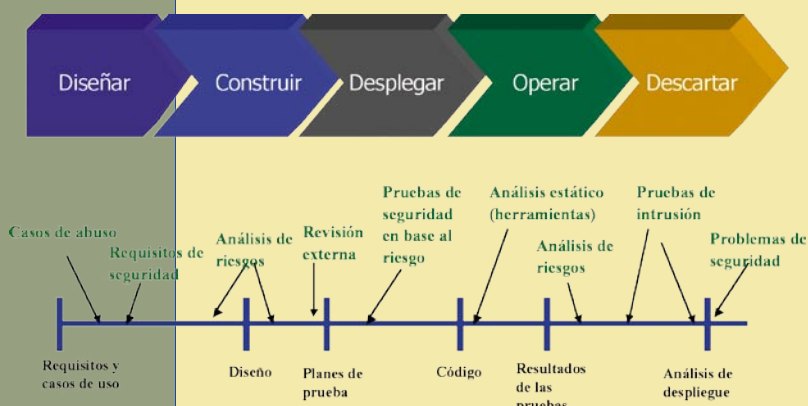 Diseñar
Construir
Desplegar
Operar
Descartar
Casos de abuso
Requisitos de
seguridad
Análisis de
riesgos
Revisión
externa
Pruebas de
seguridad
en base al
riesgo
Análisis estático
(herramientas)
Análisis de
riesgos
Pruebas de
intrusión
Problemas de
seguridad
Requisitos y
casos de uso
Diseño
Planes de
prueba
Código
Resultados
de las
pruebas
Análisis de
despliegue